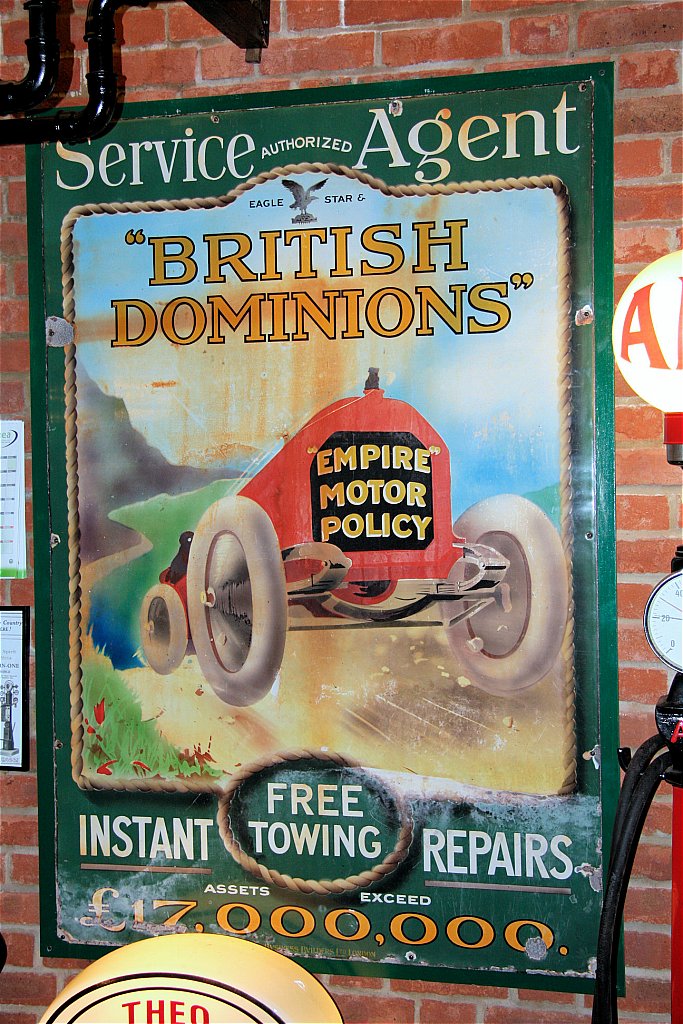 Service AUTHORIZED Agent
EAGLE STAR &
"BRITISH
DOMINIONS"
"EMPIRE"
MOTOR
POLICY
INSTANT FREE TOWING REPAIRS
ASSETS EXCEED
£17,000,000.
THEO
A